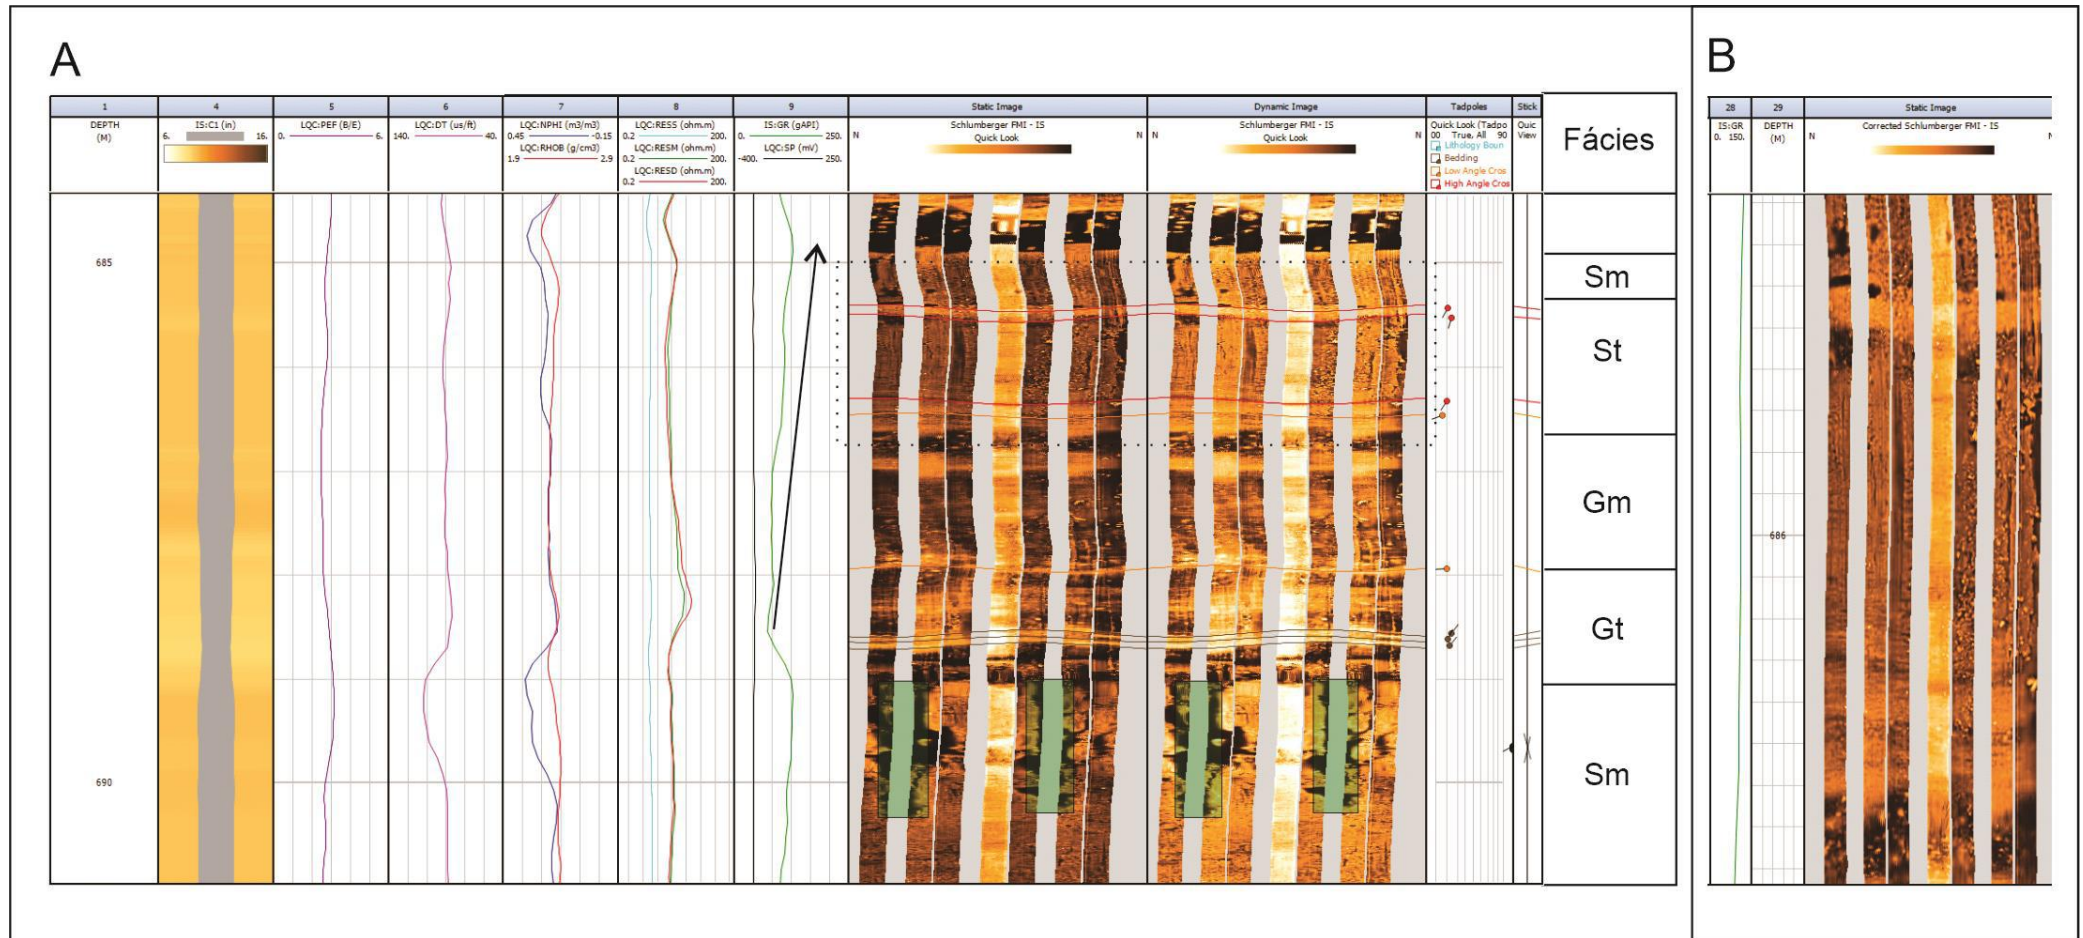 A
B
1
4
5
6
7
8
9
Static Image
Dynamic Image
Tadpoles
Stick
DEPTH
(M)
IS:C1 (in)
6. 16.
LQC:PEF (B/E)
0. 6.
LQC:DT (us/ft)
140. 40.
LQC:NPHI (m3/m3)
0.45 -0.15
LQC:RHOB (g/cm3)
1.9 2.9
LQC:RESS (ohm.m)
0.2 200.
LQC:RESM (ohm.m)
0.2 200.
LQC:RESD (ohm.m)
0.2 200.
IS:GR (gAPI)
0. 250.
LQC:SP (mV)
-400. 250.
Schlumberger FMI - IS
N Quick Look N
Schlumberger FMI - IS
N Quick Look N
Quick Look (Tadpo
00 True, All 90
Lithology Boun
Bedding
Low Angle Cros
High Angle Cros
Quic
View
Fácies
685
690
Sm
St
Gm
Gt
Sm
28
29
Static Image
IS:GR
0. 150.
DEPTH
(M)
Corrected Schlumberger FMI - IS
N
686